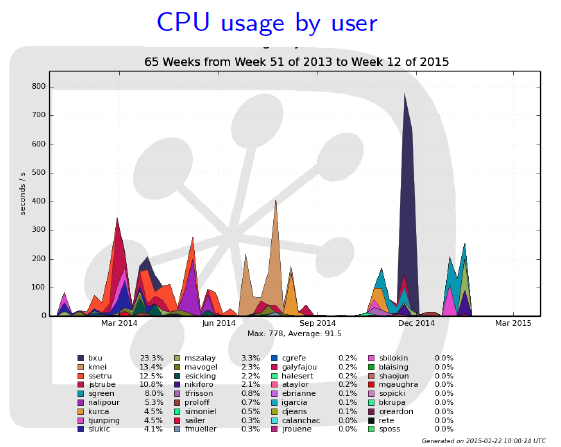 CPU usage by user
65 Weeks from Week 51 of 2013 to Week 12 of 2015
800
700
600
500
400
300
200
100
0
seconds / s
Mar 2014 Jun 2014 Sep 2014 Dec 2014 Mar 2015
Max: 778, Average: 91.5
bxu 23.3% mszalay 3.3% cgrefe 0.2% sbilokin 0.0%
kmei 13.4% mavogel 2.3% galyfajou 0.2% blaising 0.0%
ssetru 12.5% esicking 2.2% halesert 0.2% shaojun 0.0%
jstrube 10.8% nikiforo 2.1% ataylor 0.2% mgaughra 0.0%
sgreen 8.0% tfrisson 0.8% ebrianne 0.1% sopicki 0.0%
nalipour 5.3% proloff 0.7% igarcia 0.1% bkrupa 0.0%
kurca 4.5% simoniel 0.5% djeans 0.1% oreardon 0.0%
tjunping 4.5% sailer 0.3% calanchac 0.0% rete 0.0%
slukic 4.1% fmueller 0.3% jrouene 0.0% sposs 0.0%
Generated on 2015-01-22 10:00:24 UTC